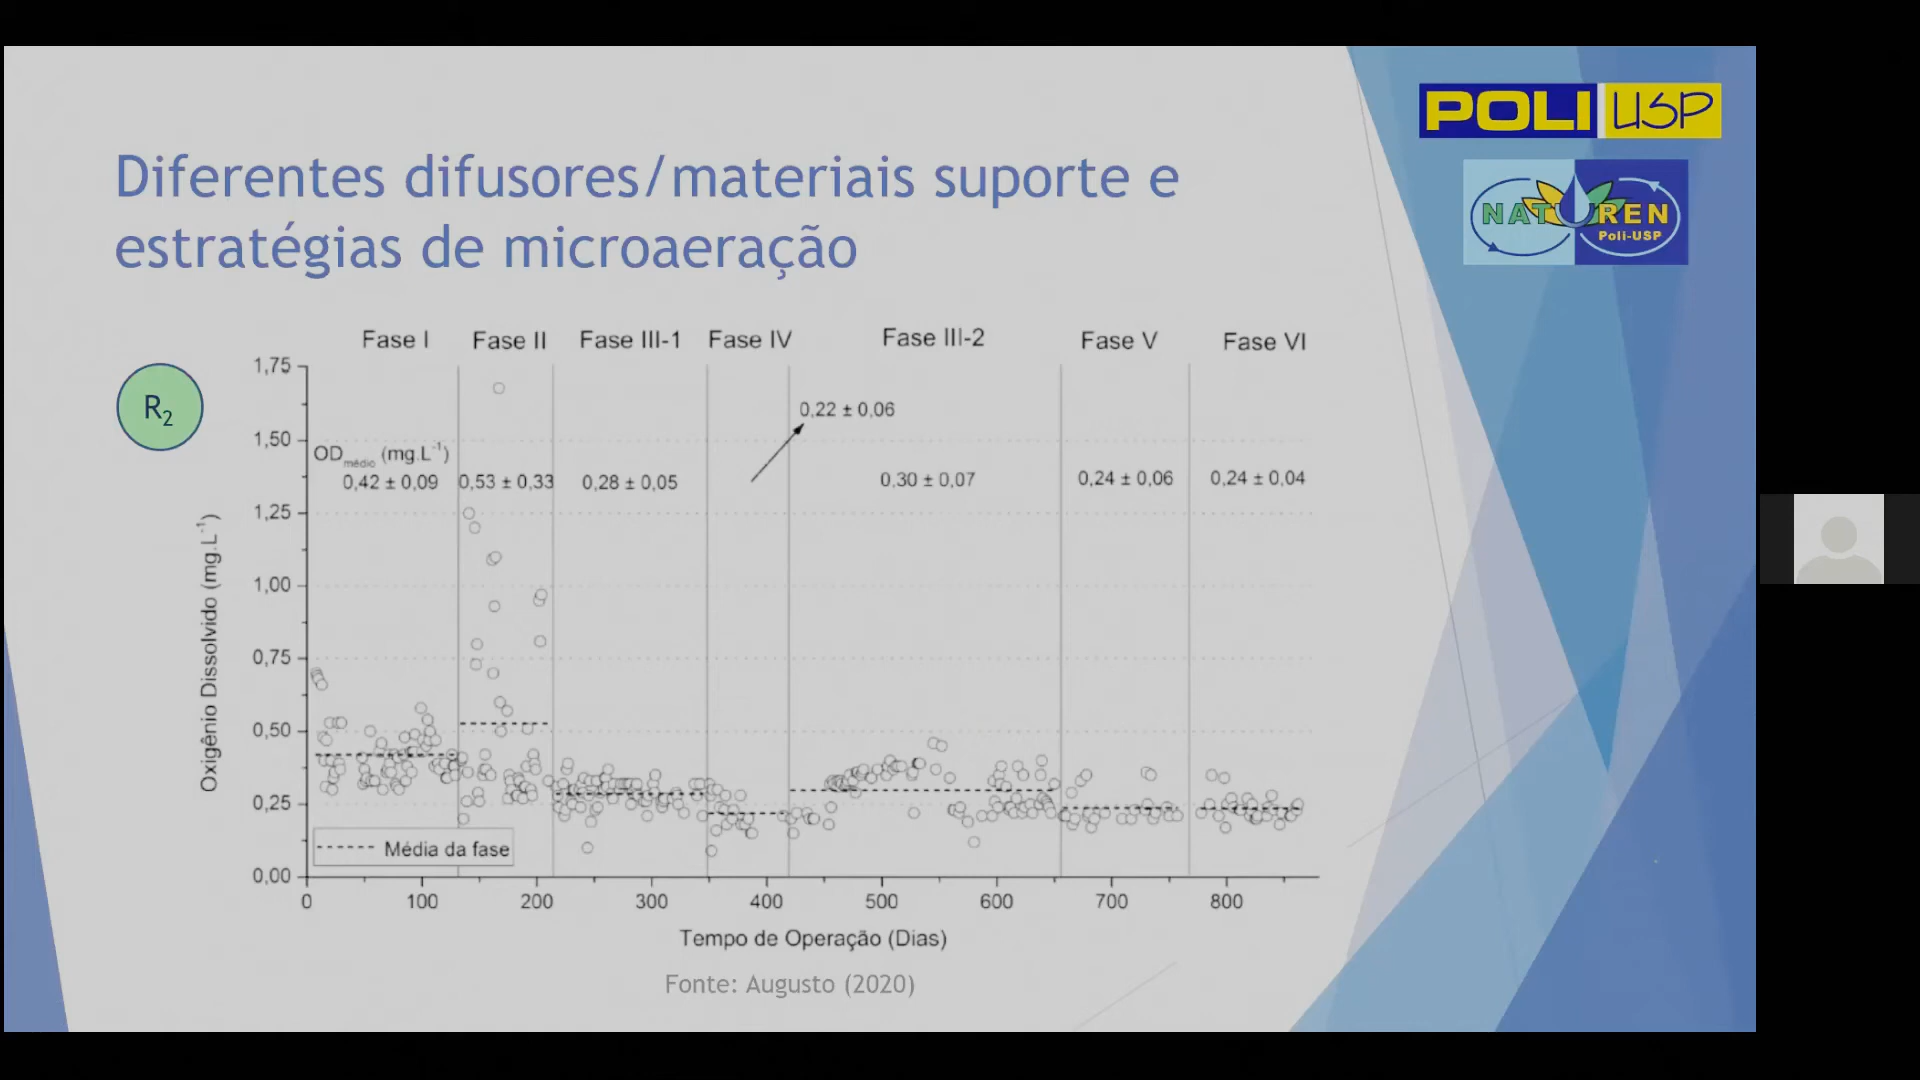 POLI USP
NATUREN
Poli-USP
Diferentes difusores/materiais suporte e
estratégias de microaeração
R2
Fase I Fase II Fase III-1 Fase IV Fase III-2 Fase V Fase VI
1,75
0,22 ± 0,06
1,50
ODmédio (mg.L-1)
0,42 ± 0,09 0,53 ± 0,33 0,28 ± 0,05 0,30 ± 0,07 0,24 ± 0,06 0,24 ± 0,04
1,25
1,00
0,75
0,50
0,25
0,00
Oxigênio Dissolvido (mg.L-1)
Média da fase
0 100 200 300 400 500 600 700 800
Tempo de Operação (Dias)
Fonte: Augusto (2020)